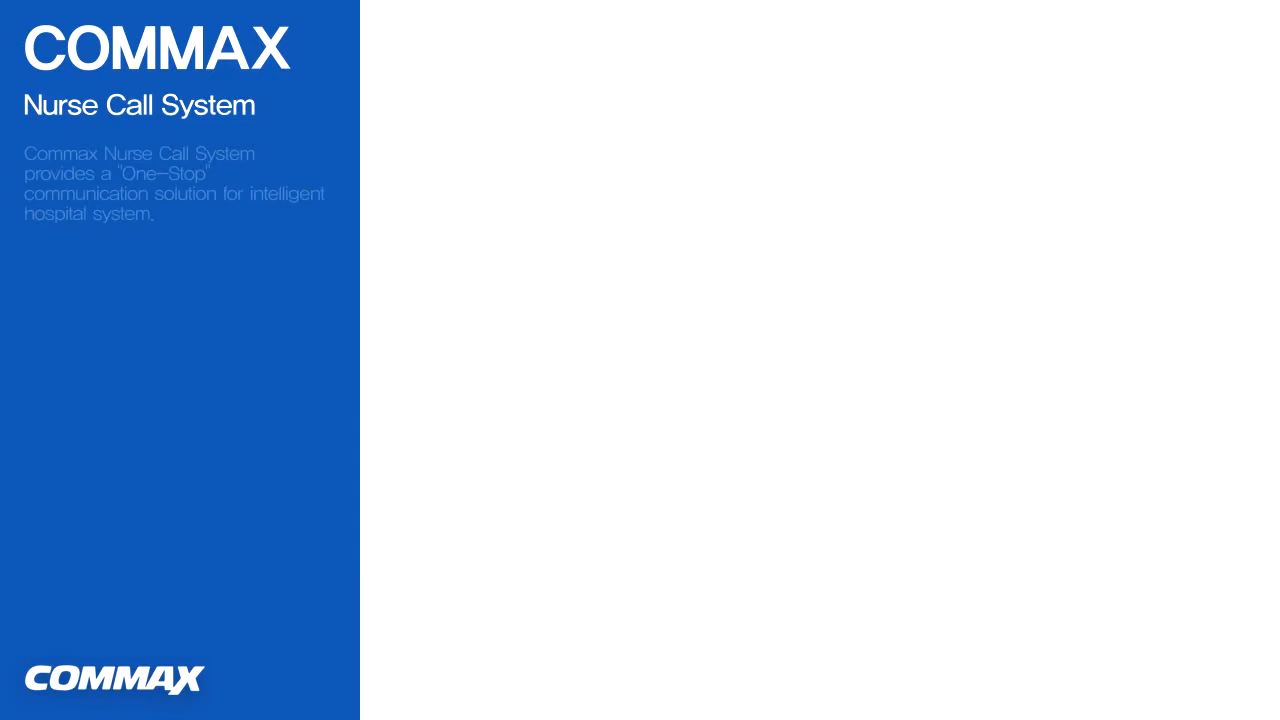 COMMAX
Nurse Call System
Commax Nurse Call System
provides a "One-Stop"
communication solution for intelligent
hospital system.
COMMAX